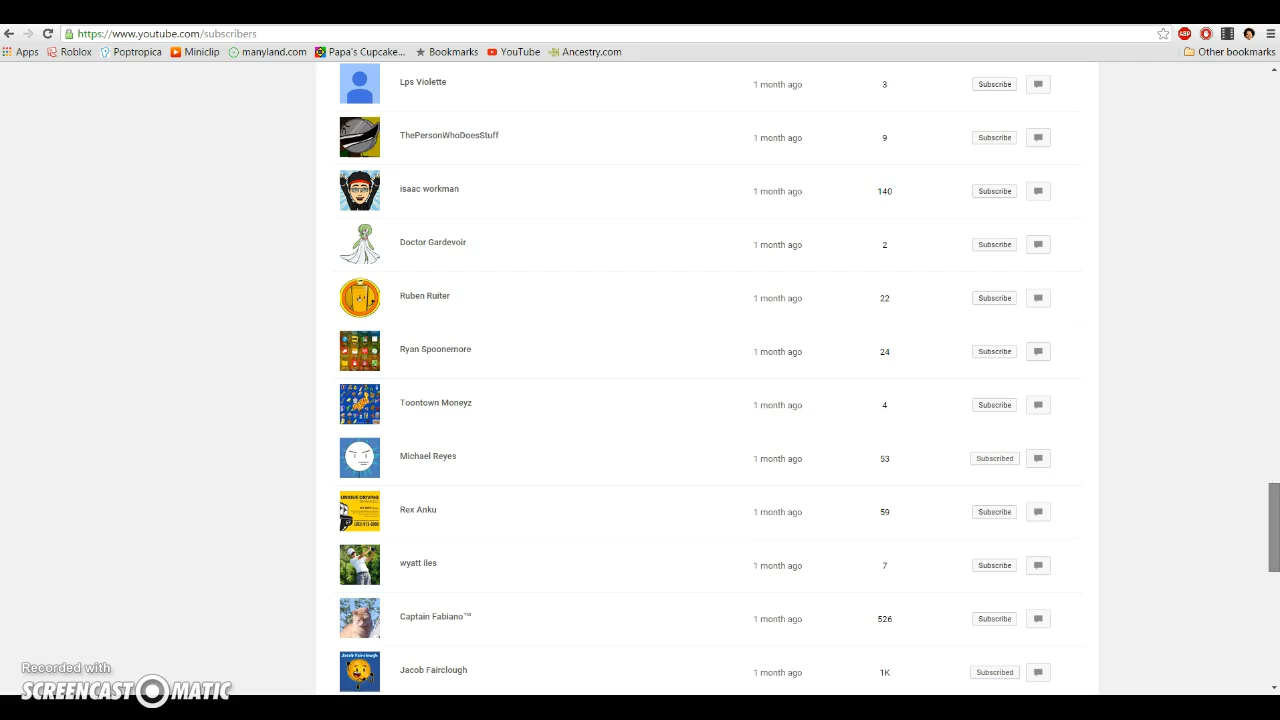 https://www.youtube.com/subscribers
Apps Roblox Poptropica Miniclip manyland.com Papa's Cupcake... Bookmarks YouTube Ancestry.com Other bookmarks
Lps Violette 1 month ago 3 Subscribe
ThePersonWhoDoesStuff 1 month ago 9 Subscribe
isaac workman 1 month ago 140 Subscribe
Doctor Gardevoir 1 month ago 2 Subscribe
Ruben Ruiter 1 month ago 22 Subscribe
Ryan Spoonemore 1 month ago 24 Subscribe
Toontown Moneyz 1 month ago 4 Subscribe
Michael Reyes 1 month ago 53 Subscribed
UNIQUE DRIVING
Rex Anku 1 month ago 59 Subscribe
wyatt iles 1 month ago 7 Subscribe
Captain Fabiano™ 1 month ago 526 Subscribe
Jacob Fairclough
Jacob Fairclough 1 month ago 1K Subscribed
Recorded with
SCREENCAST-O-MATIC
ABP